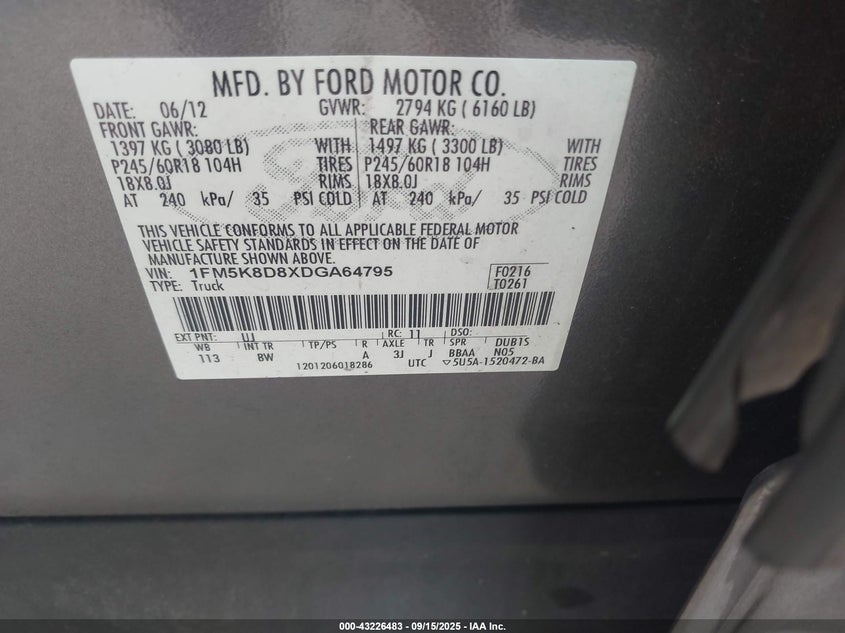 MFD. BY FORD MOTOR CO.
DATE: 06/12 GVWR: 2794 KG ( 6160 LB)
FRONT GAWR: REAR GAWR:
1397 KG ( 3080 LB) WITH 1497 KG ( 3300 LB) WITH
P245/60R18 104H TIRES P245/60R18 104H TIRES
18X8.0J RIMS 18X8.0J RIMS
AT 240 kPa/ 35 PSI COLD AT 240 kPa/ 35 PSI COLD
THIS VEHICLE CONFORMS TO ALL APPLICABLE FEDERAL MOTOR
VEHICLE SAFETY STANDARDS IN EFFECT ON THE DATE OF
MANUFACTURE SHOWN ABOVE.
VIN: 1FM5K8D8XDGA64795 F0216
TYPE: Truck T0261
EXT PNT: UJ RC: 11 DSO:
WB INT TR TP/PS R AXLE TR SPR DUB1S
113 BW A 3J J BBAA N05
1201206018286 UTC ▽5U5A-1520472-BA
Ford
000-43226483 - 09/15/2025 - IAA Inc.